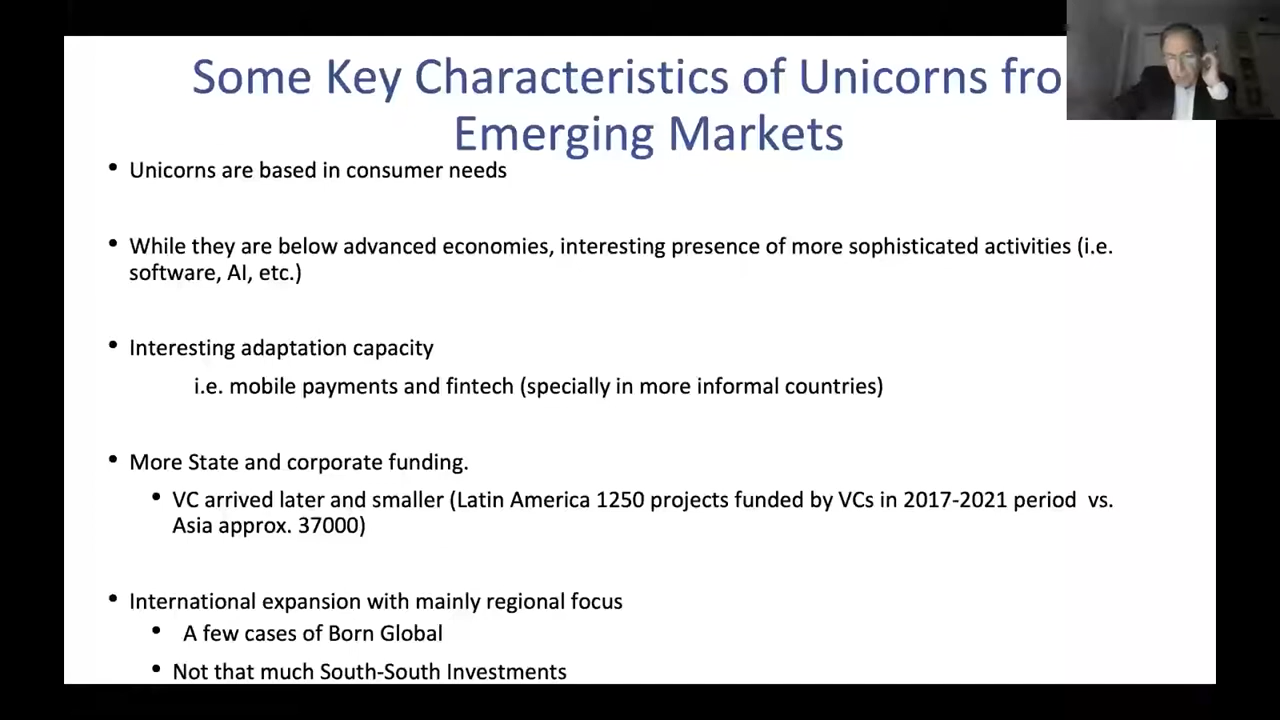 Some Key Characteristics of Unicorns fro
Emerging Markets
• Unicorns are based in consumer needs
• While they are below advanced economies, interesting presence of more sophisticated activities (i.e.
software, AI, etc.)
• Interesting adaptation capacity
i.e. mobile payments and fintech (specially in more informal countries)
• More State and corporate funding.
• VC arrived later and smaller (Latin America 1250 projects funded by VCs in 2017-2021 period vs.
Asia approx. 37000)
• International expansion with mainly regional focus
• A few cases of Born Global
• Not that much South-South Investments